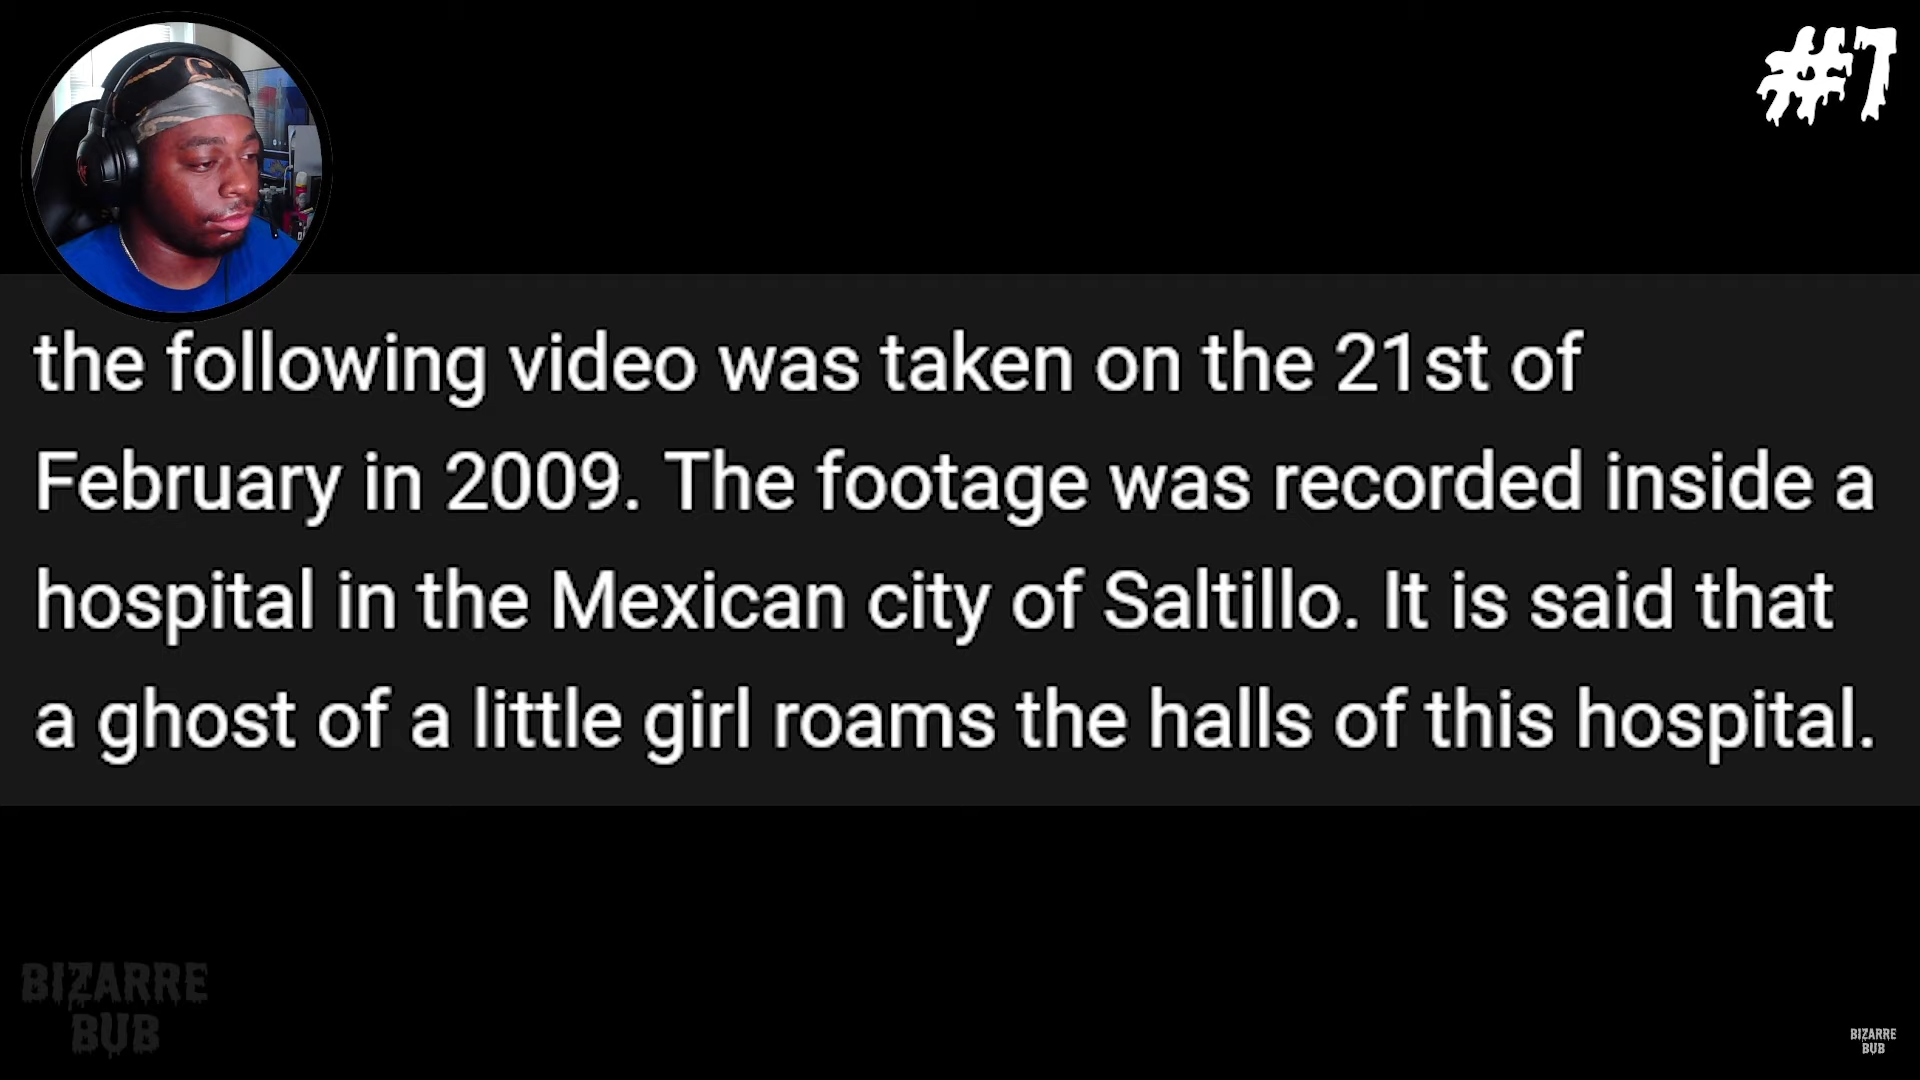 #7
the following video was taken on the 21st of
February in 2009. The footage was recorded inside a
hospital in the Mexican city of Saltillo. It is said that
a ghost of a little girl roams the halls of this hospital.
BIZARRE
BUB
BIZARRE
BUB